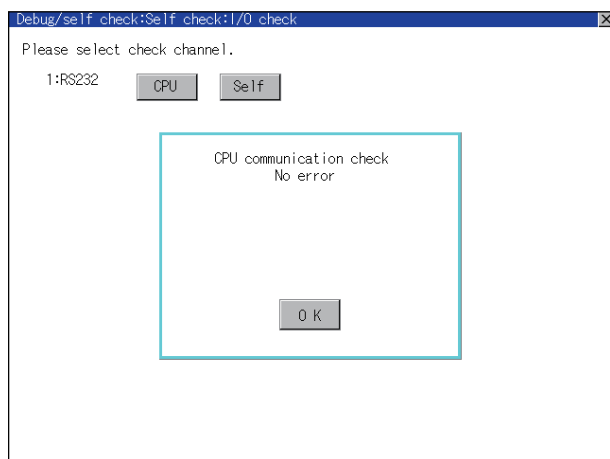 Debug/self check:Self check:I/O check
Please select check channel.
1:RS232 CPU Self
CPU communication check
No error
O K